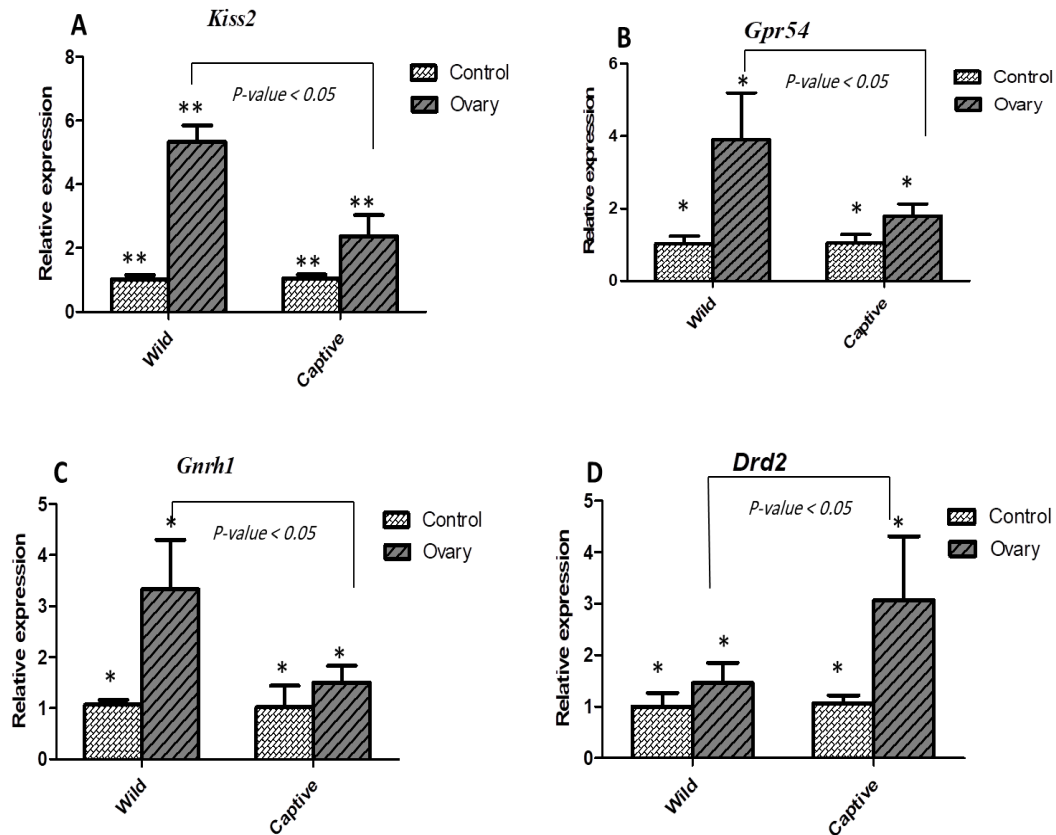 A
Kiss2
Relative expression
8
6
4
2
0
**
**
**
**
P-value < 0.05
Control
Ovary
Wild
Captive
B
Gpr54
Relative expression
6
4
2
0
*
*
*
*
P-value < 0.05
Control
Ovary
Wild
Captive
C
Gnrh1
Relative expression
5
4
3
2
1
0
*
*
*
*
P-value < 0.05
Control
Ovary
Wild
Captive
D
Drd2
Relative expression
5
4
3
2
1
0
*
*
*
*
P-value < 0.05
Control
Ovary
Wild
Captive